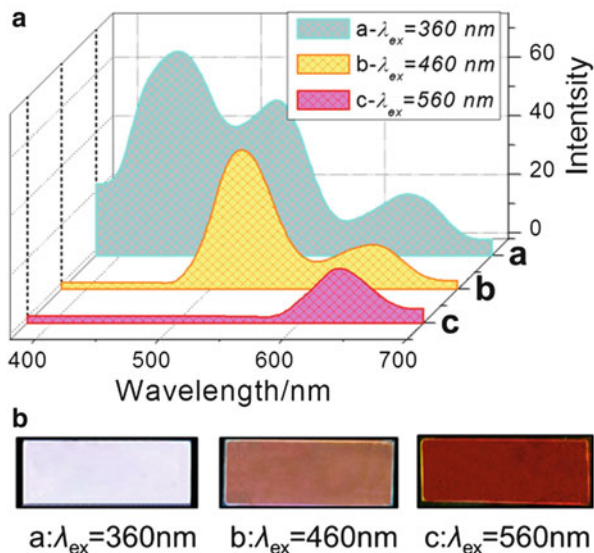 a
a-λex=360 nm
b-λex=460 nm
c-λex=560 nm
60
40
20
0
Intentsity
a
b
c
400 500 600 700
Wavelength/nm
b
a:λex=360nm b:λex=460nm c:λex=560nm